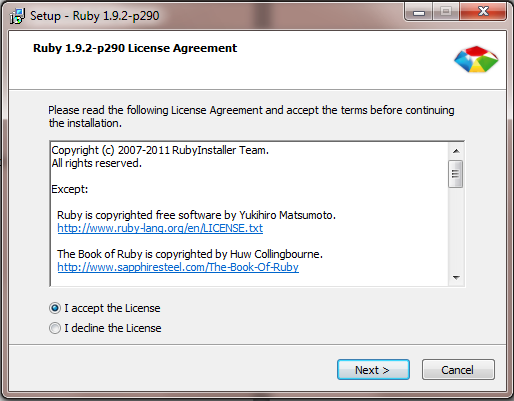 Setup - Ruby 1.9.2-p290
Ruby 1.9.2-p290 License Agreement
Please read the following License Agreement and accept the terms before continuing
the installation.
Copyright (c) 2007-2011 RubyInstaller Team.
All rights reserved.
Except:
Ruby is copyrighted free software by Yukihiro Matsumoto.
http://www.ruby-lang.org/en/LICENSE.txt
The Book of Ruby is copyrighted by Huw Collingbourne.
http://www.sapphiresteel.com/The-Book-Of-Ruby
I accept the License
I decline the License
Next >
Cancel